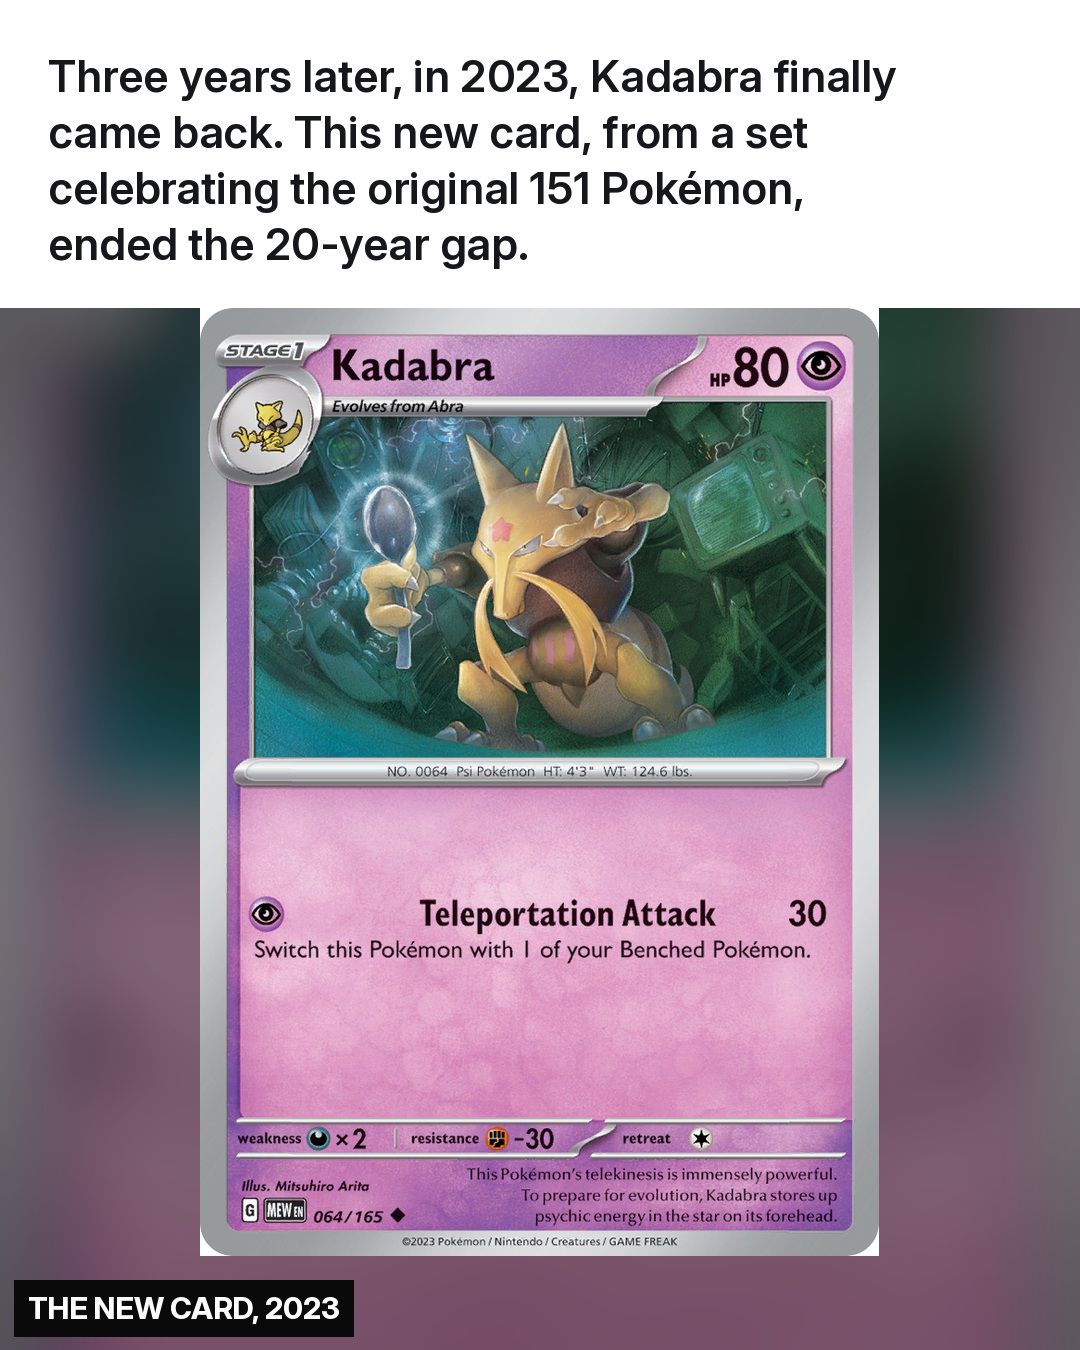 Three years later, in 2023, Kadabra finally
came back. This new card, from a set
celebrating the original 151 Pokémon,
ended the 20-year gap.
STAGE1
Kadabra
HP80
Evolves from Abra
NO. 0064 Psi Pokémon HT: 4'3" WT: 124.6 lbs.
Teleportation Attack 30
Switch this Pokémon with 1 of your Benched Pokémon.
weakness ×2 resistance -30 retreat
This Pokémon's telekinesis is immensely powerful.
To prepare for evolution, Kadabra stores up
psychic energy in the star on its forehead.
Illus. Mitsuhiro Arita
G MEW EN 064/165
©2023 Pokémon / Nintendo / Creatures / GAME FREAK
THE NEW CARD, 2023